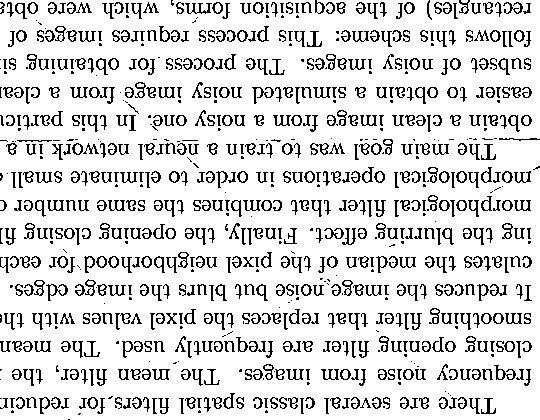 There are several classic spatial filters for reducin
frequency noise from images. The mean filter, the
closing opening filter are frequently used. The mean
smoothing filter that replaces the pixel values with the
It reduces the image noise but blurs the image edges.
culates the median of the pixel neighborhood for each
ing the blurring effect. Finally, the opening closing fil
morphological filter that combines the same number o
morphological operations in order to eliminate small
The main goal was to train a neural network in a
obtain a clean image from a noisy one. In this particu
easier to obtain a simulated noisy image from a clea
subset of noisy images. The process for obtaining si
follows this scheme: This process requires images of
rectangles) of the acquisition forms, which were obta